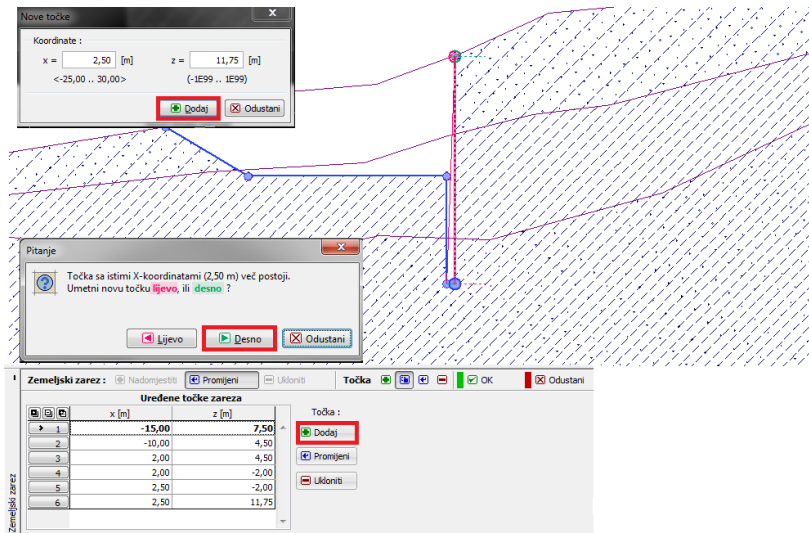 Nove točke
x
Koordinate :
x = 2,50 [m] z = 11,75 [m]
<-25,00 .. 30,00> (-1E99 .. 1E99)
Dodaj Odustani
Pitanje
x
Točka sa istimi X-koordinatami (2,50 m) več postoji.
Umetni novu točku lijevo, ili desno ?
Lijevo Desno Odustani
Zemeljski zarez : Nadomjestiti Promijeni Ukloniti Točka OK Odustani
Uređene točke zareza
x [m] z [m]
1 -15,00 7,50
2 -10,00 4,50
3 2,00 4,50
4 2,00 -2,00
5 2,50 -2,00
6 2,50 11,75
Točka :
Dodaj
Promijeni
Ukloniti
Zemeljski zarez